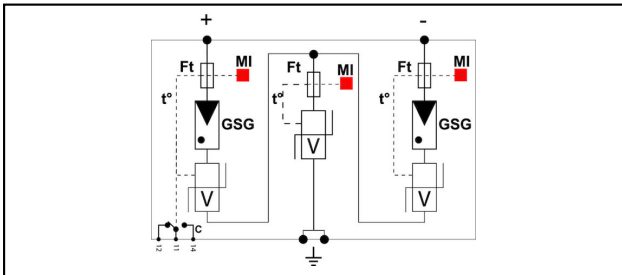 + -
Ft MI Ft MI Ft MI
t° t° t°
GSG GSG
V V V
C
12 11 14